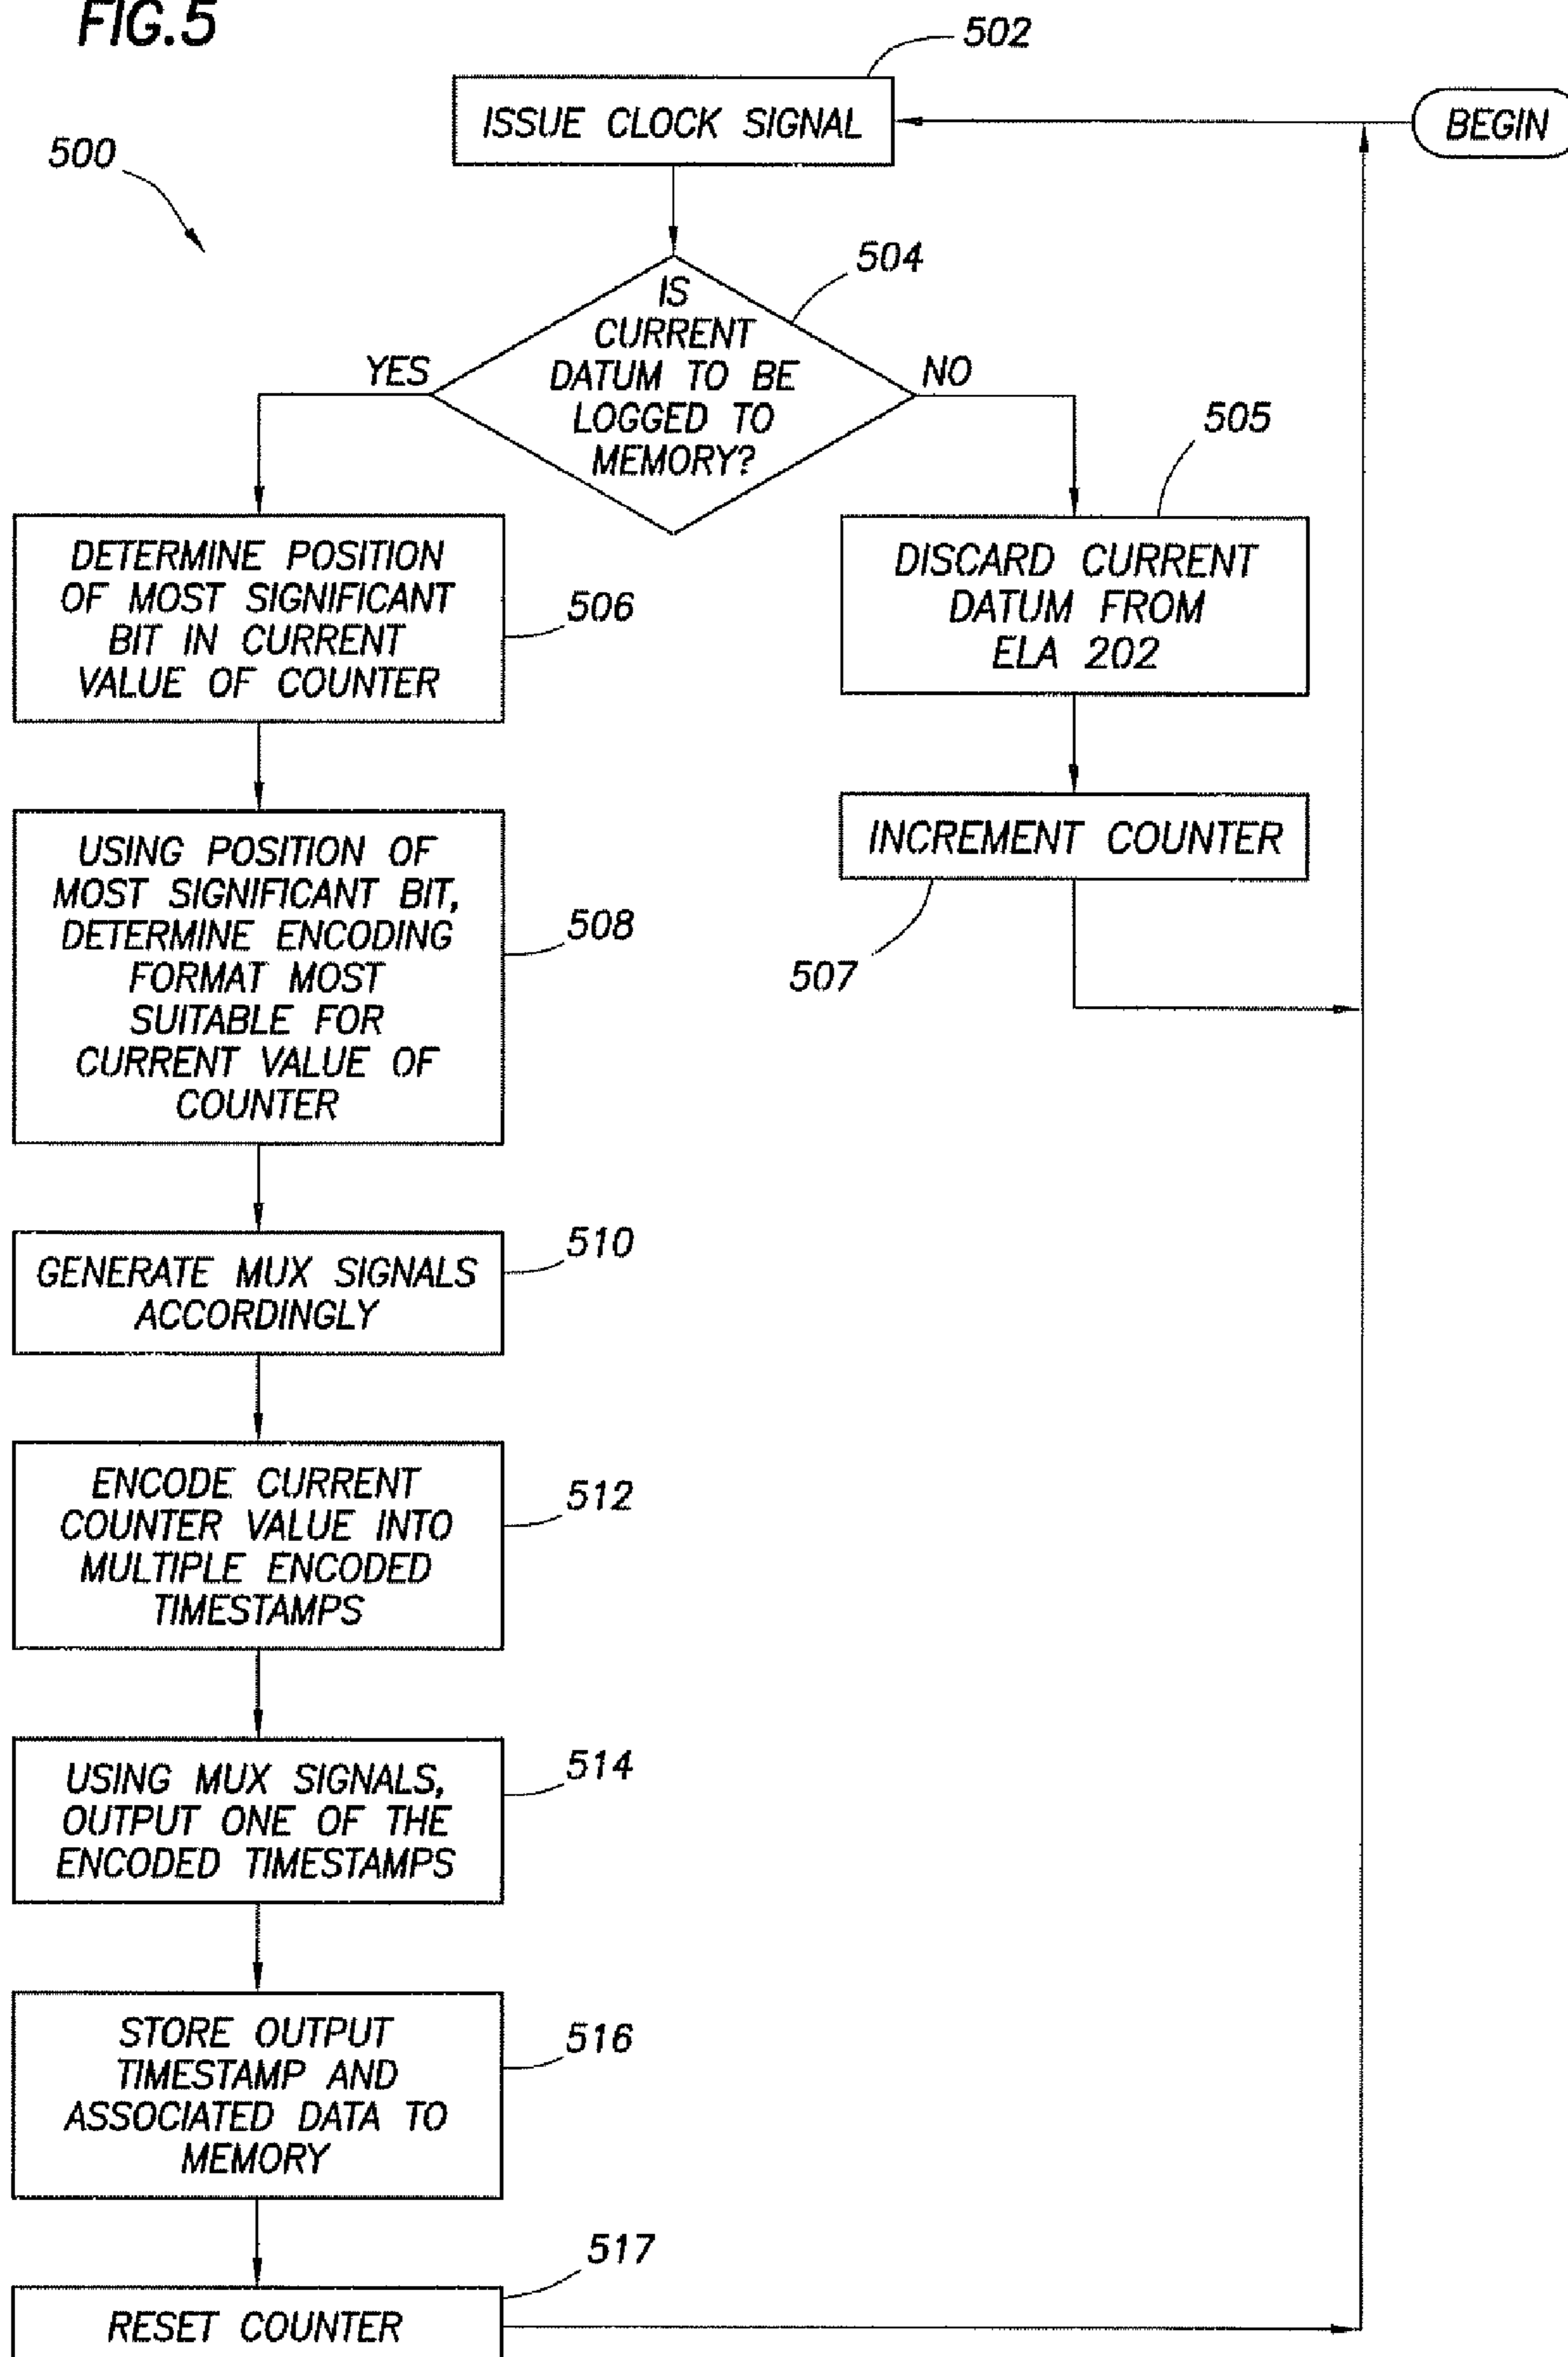 FIG.5
502
ISSUE CLOCK SIGNAL
BEGIN
500
504
IS
CURRENT
DATUM TO BE
LOGGED TO
MEMORY?
YES
NO
505
DETERMINE POSITION
OF MOST SIGNIFICANT
BIT IN CURRENT
VALUE OF COUNTER
506
DISCARD CURRENT
DATUM FROM
ELA 202
USING POSITION OF
MOST SIGNIFICANT BIT,
DETERMINE ENCODING
FORMAT MOST
SUITABLE FOR
CURRENT VALUE OF
COUNTER
508
INCREMENT COUNTER
507
GENERATE MUX SIGNALS
ACCORDINGLY
510
ENCODE CURRENT
COUNTER VALUE INTO
MULTIPLE ENCODED
TIMESTAMPS
512
USING MUX SIGNALS,
OUTPUT ONE OF THE
ENCODED TIMESTAMPS
514
STORE OUTPUT
TIMESTAMP AND
ASSOCIATED DATA TO
MEMORY
516
517
RESET COUNTER